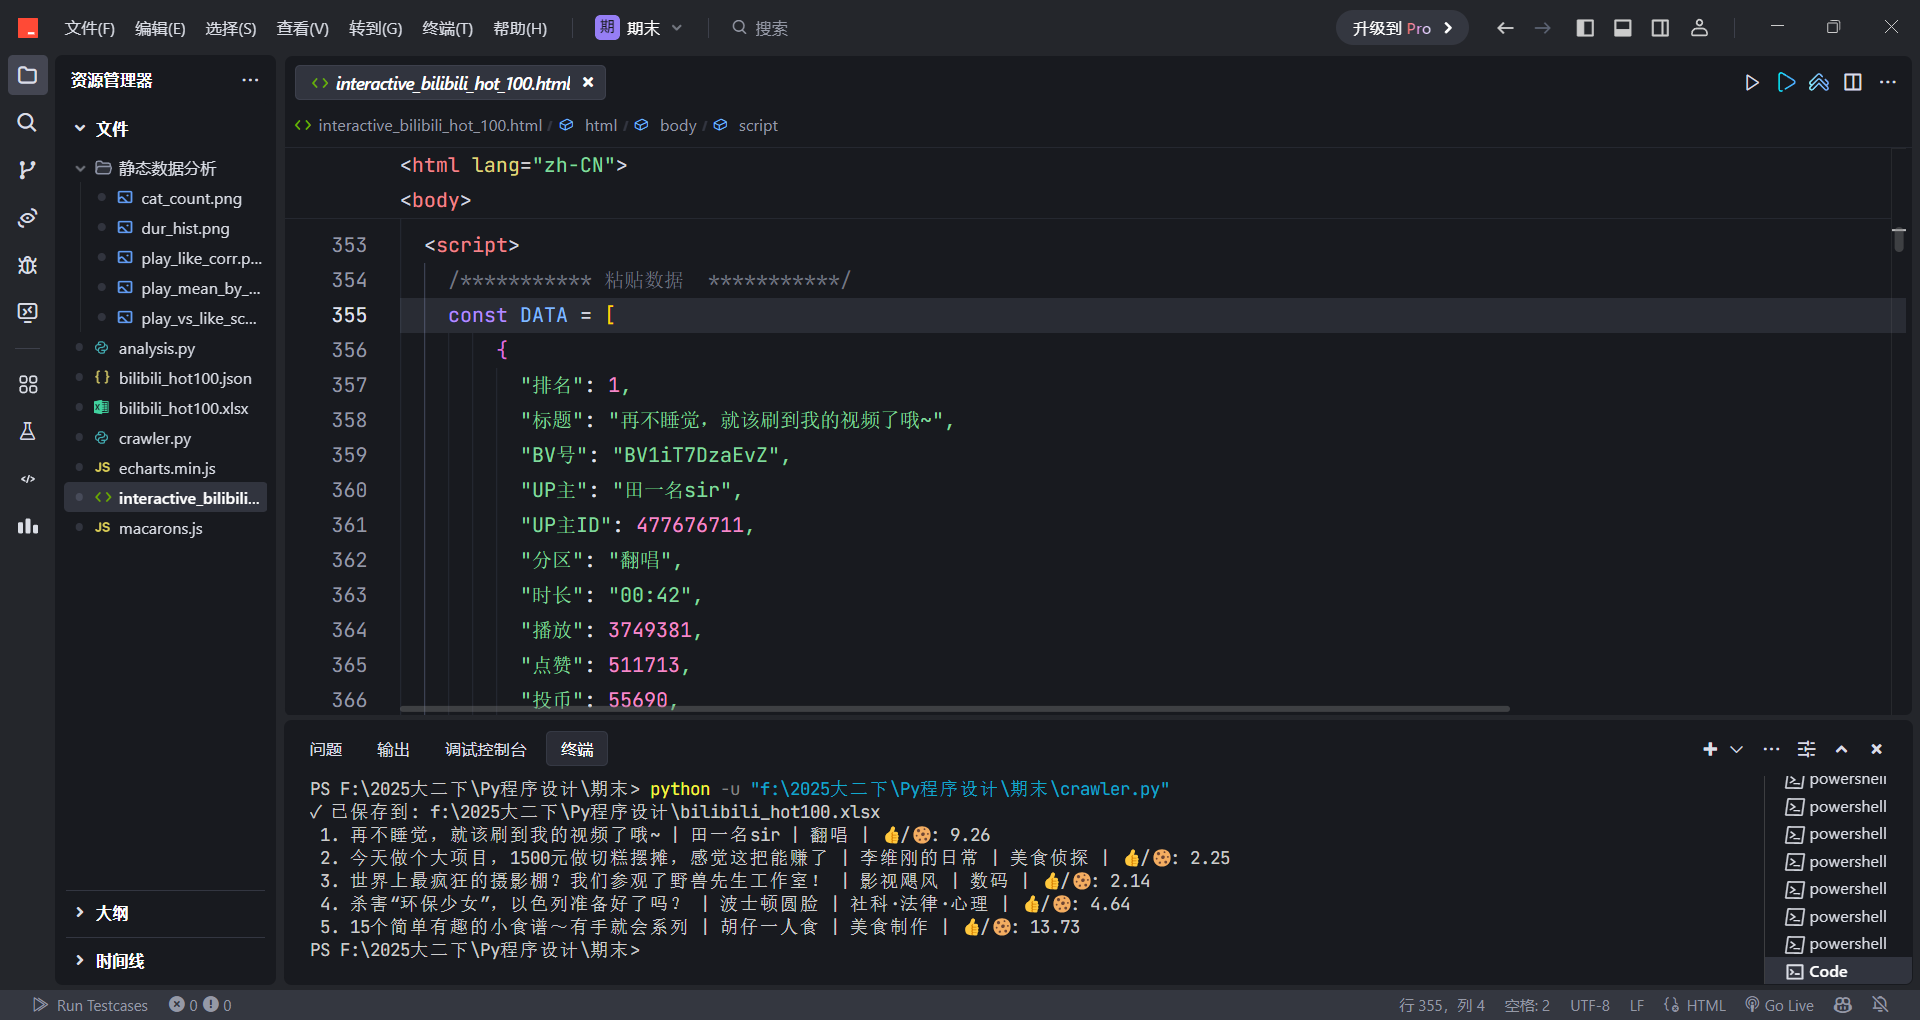 文件(F) 编辑(E) 选择(S) 查看(V) 转到(G) 终端(T) 帮助(H) 期 期末 搜索 升级到 Pro
资源管理器
文件
静态数据分析
cat_count.png
dur_hist.png
play_like_corr.p...
play_mean_by_...
play_vs_like_sc...
analysis.py
bilibili_hot100.json
bilibili_hot100.xlsx
crawler.py
JS echarts.min.js
interactive_bilibili...
JS macarons.js
大纲
时间线
interactive_bilibili_hot_100.html
interactive_bilibili_hot_100.html / html / body / script
<html lang="zh-CN">
<body>
353 <script>
354 /*********** 粘贴数据 ***********/
355 const DATA = [
356 {
357 "排名": 1,
358 "标题": "再不睡觉，就该刷到我的视频了哦~",
359 "BV号": "BV1iT7DzaEvZ",
360 "UP主": "田一名sir",
361 "UP主ID": 477676711,
362 "分区": "翻唱",
363 "时长": "00:42",
364 "播放": 3749381,
365 "点赞": 511713,
366 "投币": 55690,
问题 输出 调试控制台 终端
PS F:\2025大二下\Py程序设计\期末> python -u "f:\2025大二下\Py程序设计\期末\crawler.py"
✓ 已保存到: f:\2025大二下\Py程序设计\bilibili_hot100.xlsx
1. 再不睡觉，就该刷到我的视频了哦~ | 田一名sir | 翻唱 | 👍/🍪: 9.26
2. 今天做个大项目，1500元做切糕摆摊，感觉这把能赚了 | 李维刚的日常 | 美食侦探 | 👍/🍪: 2.25
3. 世界上最疯狂的摄影棚？我们参观了野兽先生工作室！ | 影视飓风 | 数码 | 👍/🍪: 2.14
4. 杀害“环保少女”，以色列准备好了吗？ | 波士顿圆脸 | 社科·法律·心理 | 👍/🍪: 4.64
5. 15个简单有趣的小食谱～有手就会系列 | 胡仔一人食 | 美食制作 | 👍/🍪: 13.73
PS F:\2025大二下\Py程序设计\期末>
powershell
powershell
powershell
powershell
powershell
powershell
powershell
Code
Run Testcases 0 0 行 355，列 4 空格: 2 UTF-8 LF HTML Go Live